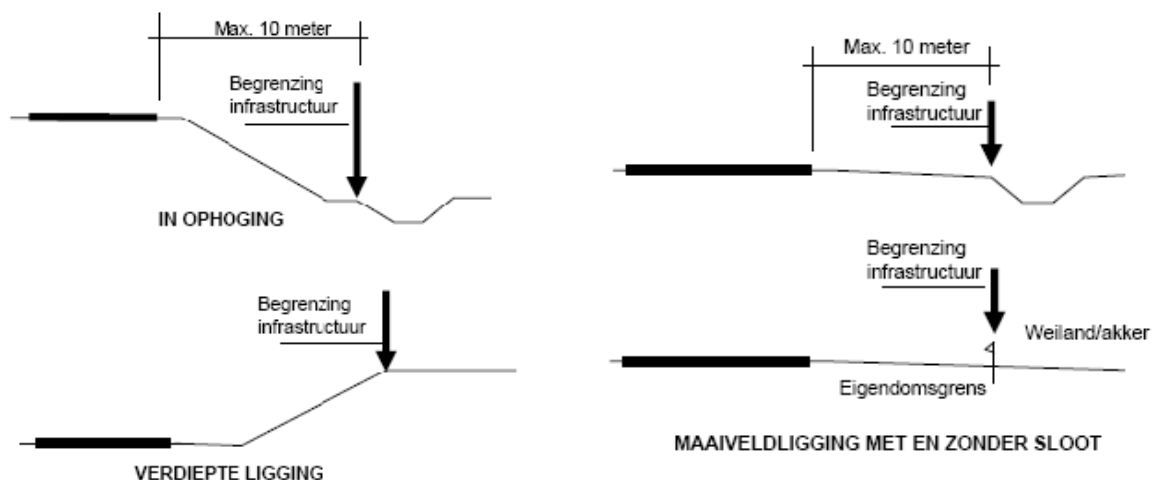 Max. 10 meter
Begrenzing
infrastructuur
IN OPHOGING
Begrenzing
infrastructuur
VERDIEPTE LIGGING
Max. 10 meter
Begrenzing
infrastructuur
Begrenzing
infrastructuur
Weiland/akker
Eigendomsgrens
MAAIVELDLIGGING MET EN ZONDER SLOOT